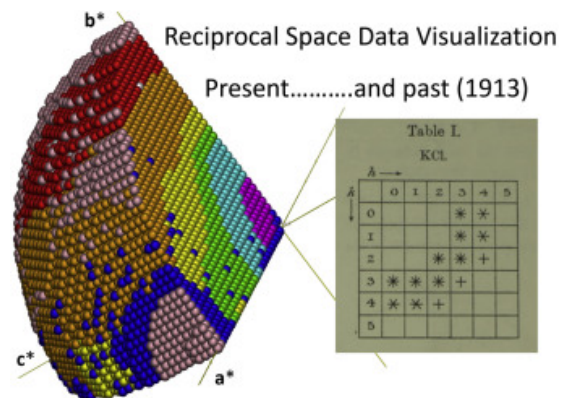 b*
Reciprocal Space Data Visualization
Present..........and past (1913)
Table I.
KCl.
0 1 2 3 4 5
0 * *
1 * *
2 * * +
3 * * * +
4 * * +
5
c*
a*